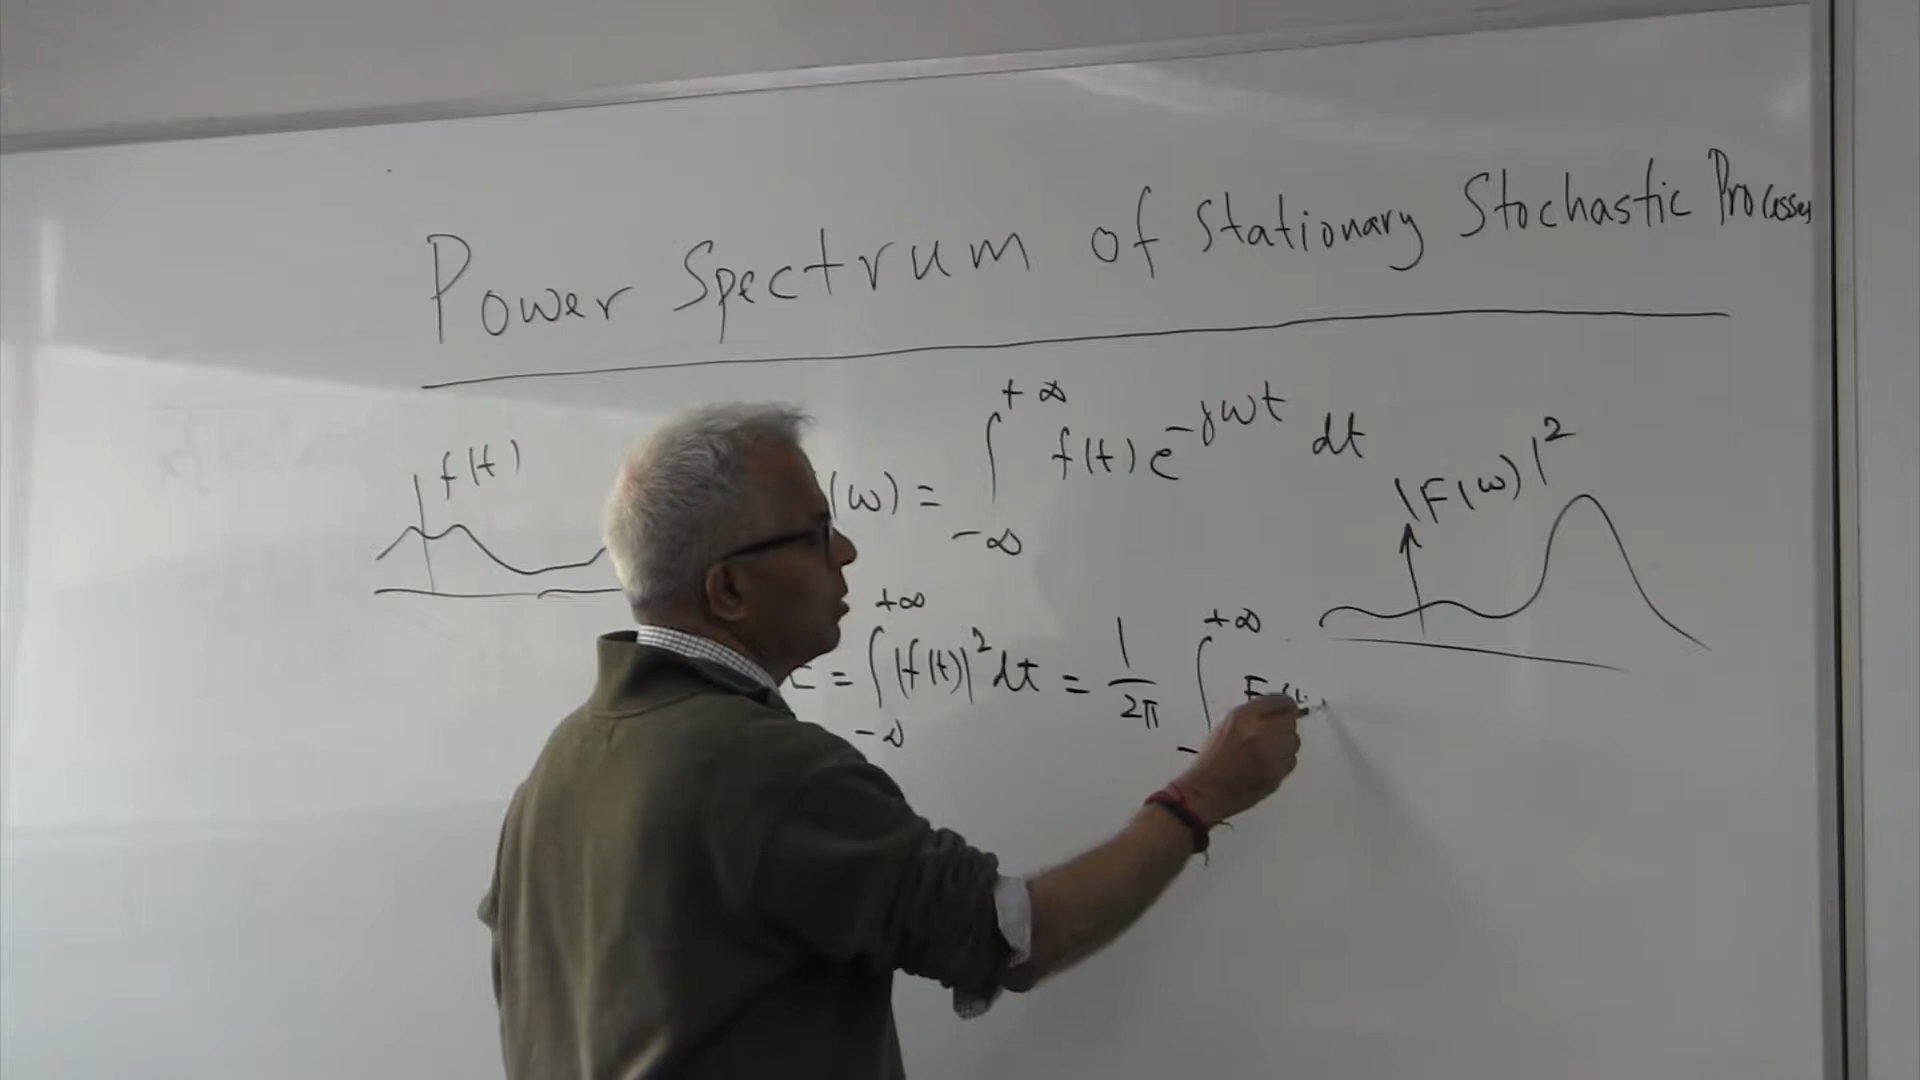 Power Spectrum of Stationary Stochastic Processes
f(t)
(ω) = ∫_{-∞}^{+∞} f(t) e^{-jωt} dt
|F(ω)|²
= ∫_{-∞}^{+∞} |f(t)|² dt = 1/2π ∫^{+∞} F